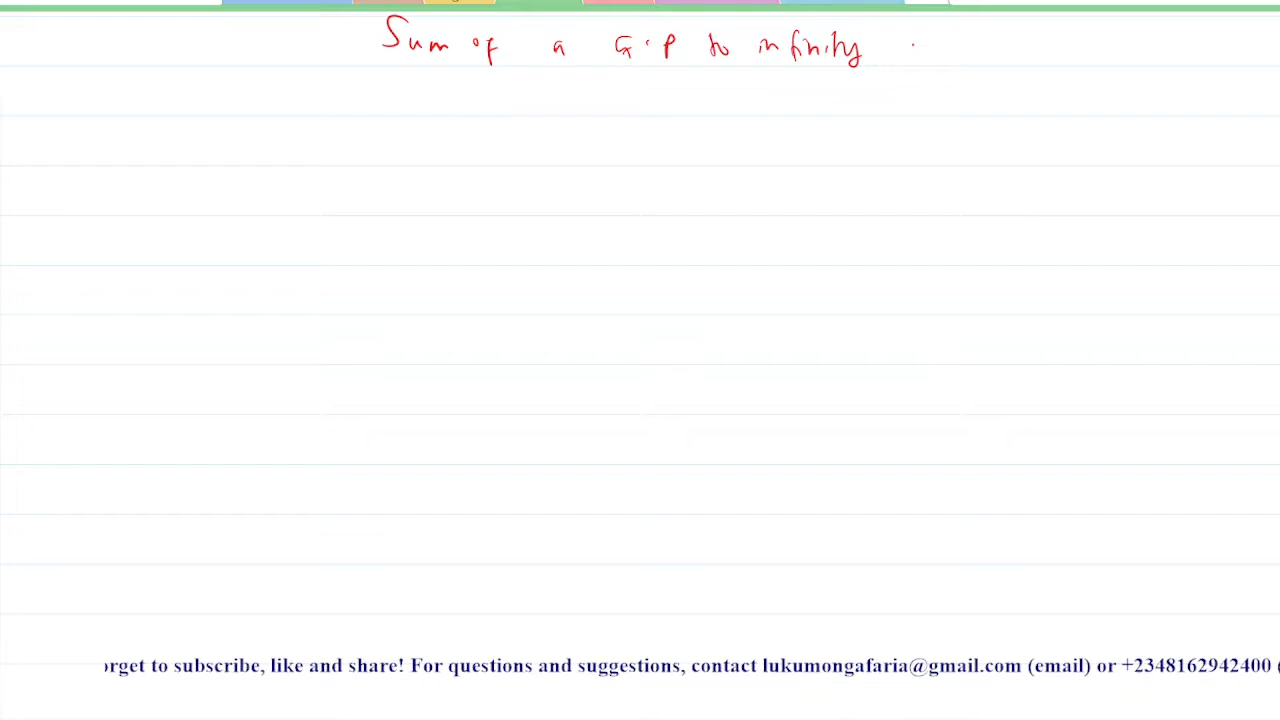 Sum of a G.P to infinity.
orget to subscribe, like and share! For questions and suggestions, contact lukumongafaria@gmail.com (email) or +2348162942400 (